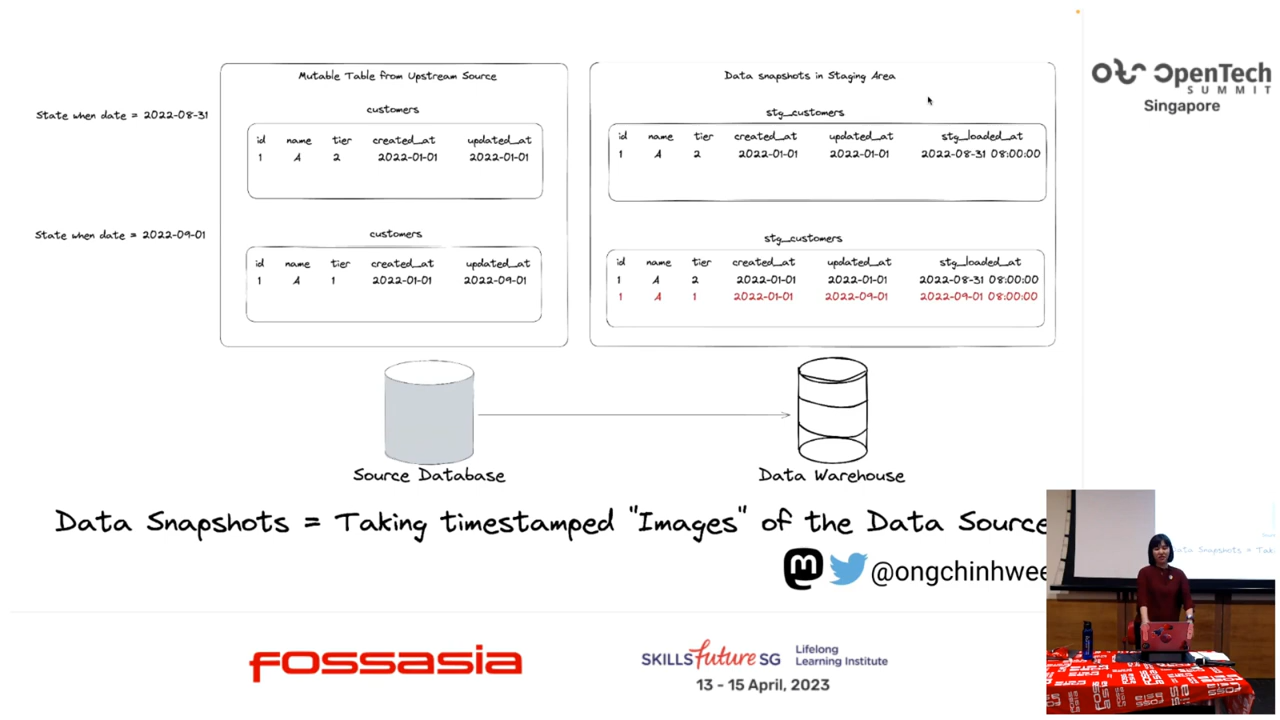 Mutable Table from Upstream Source
State when date = 2022-08-31
customers
id name tier created_at updated_at
1 A 2 2022-01-01 2022-01-01
State when date = 2022-09-01
customers
id name tier created_at updated_at
1 A 1 2022-01-01 2022-09-01
Data snapshots in Staging Area
stg_customers
id name tier created_at updated_at stg_loaded_at
1 A 2 2022-01-01 2022-01-01 2022-08-31 08:00:00
stg_customers
id name tier created_at updated_at stg_loaded_at
1 A 2 2022-01-01 2022-01-01 2022-08-31 08:00:00
1 A 1 2022-01-01 2022-09-01 2022-09-01 08:00:00
Source Database
Data Warehouse
Data Snapshots = Taking timestamped "Images" of the Data Source
@ongchinhwee
OpenTech
SUMMIT
Singapore
FOSSASIA
SKILLS future SG
Lifelong
Learning Institute
13 - 15 April, 2023
ata Snapshots = Tak